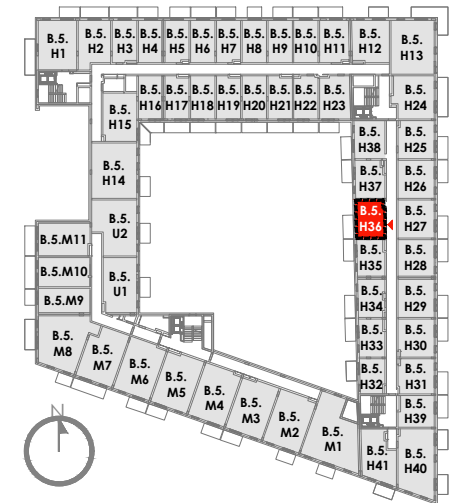 B.5.
H1
B.5.
H2
B.5.
H3
B.5.
H4
B.5.
H5
B.5.
H6
B.5.
H7
B.5.
H8
B.5.
H9
B.5.
H10
B.5.
H11
B.5.
H12
B.5.
H13
B.5.
H16
B.5.
H17
B.5.
H18
B.5.
H19
B.5.
H20
B.5.
H21
B.5.
H22
B.5.
H23
B.5.
H24
B.5.
H15
B.5.
H38
B.5.
H25
B.5.
H14
B.5.
H37
B.5.
H26
B.5.
U2
B.5.
H36
B.5.
H27
B.5.M11
B.5.
H35
B.5.
H28
B.5.M10
B.5.
U1
B.5.
H34
B.5.
H29
B.5.M9
B.5.
M8
B.5.
M7
B.5.
M6
B.5.
M5
B.5.
M4
B.5.
M3
B.5.
M2
B.5.
M1
B.5.
H33
B.5.
H30
B.5.
H32
B.5.
H31
B.5.
H39
B.5.
H41
B.5.
H40
N